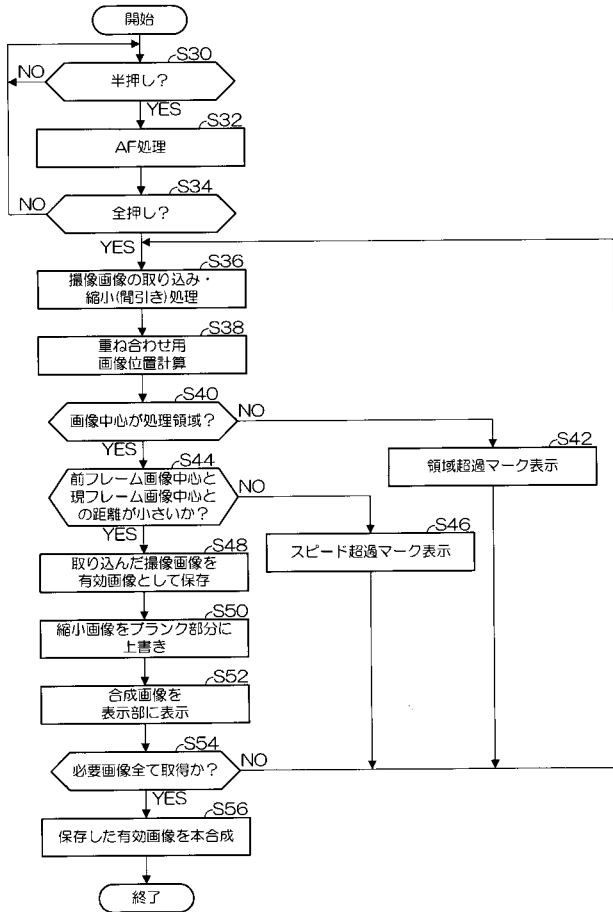 開始
S30
NO
半押し?
YES
S32
AF処理
S34
NO
全押し?
YES
S36
撮像画像の取り込み・
縮小(間引き)処理
S38
重ね合わせ用
画像位置計算
S40
画像中心が処理領域?
NO
YES
S42
領域超過マーク表示
S44
前フレーム画像中心と
現フレーム画像中心と
の距離が小さいか?
NO
YES
S46
スピード超過マーク表示
S48
取り込んだ撮像画像を
有効画像として保存
S50
縮小画像をブランク部分に
上書き
S52
合成画像を
表示部に表示
S54
必要画像全て取得か?
NO
YES
S56
保存した有効画像を本合成
終了